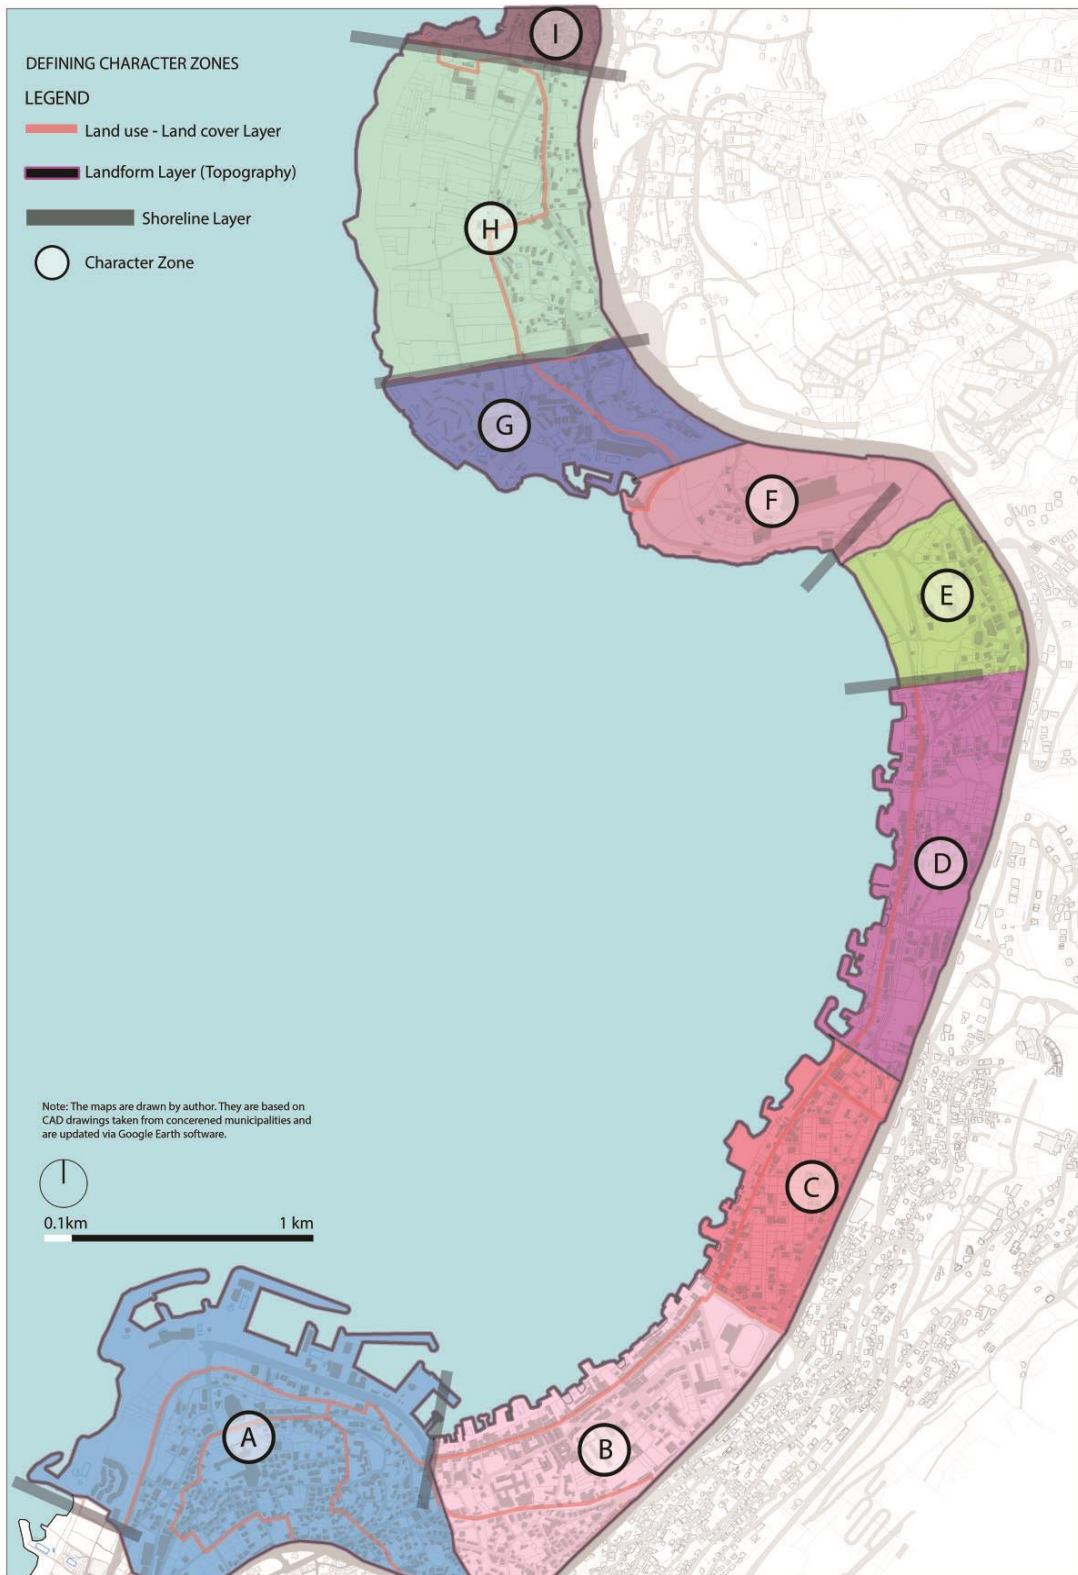 DEFINING CHARACTER ZONES
LEGEND
Land use - Land cover Layer
Landform Layer (Topography)
Shoreline Layer
Character Zone
I
H
G
F
E
D
C
B
A
Note: The maps are drawn by author. They are based on
CAD drawings taken from concerened municipalities and
are updated via Google Earth software.
0.1km 1 km